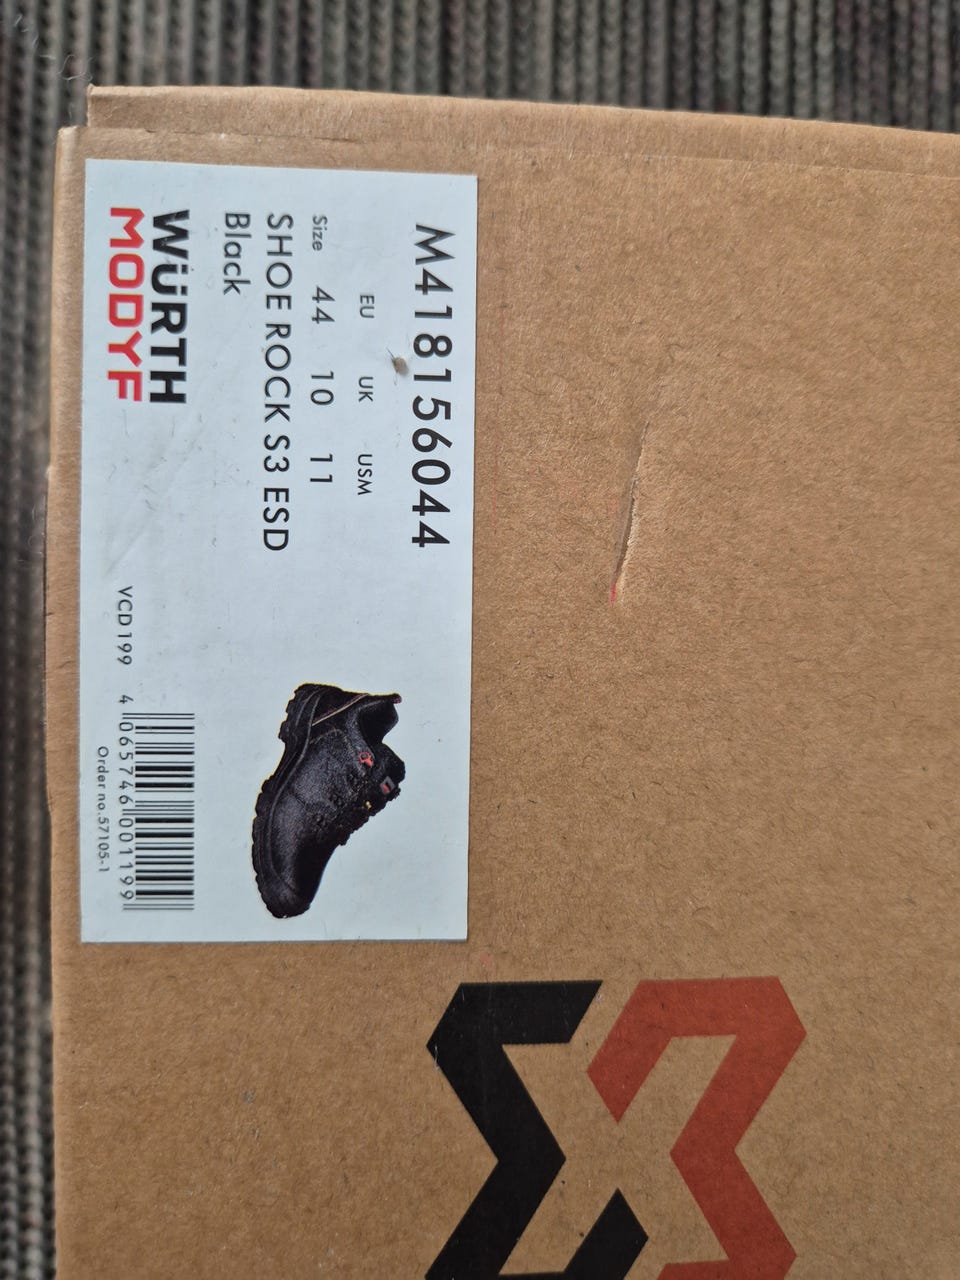 M418156044
EU UK USM
Size 44 10 11
SHOE ROCK S3 ESD
Black
WÜRTH
MODYF
VCD199
4 065746 001199
Order no.57105-1